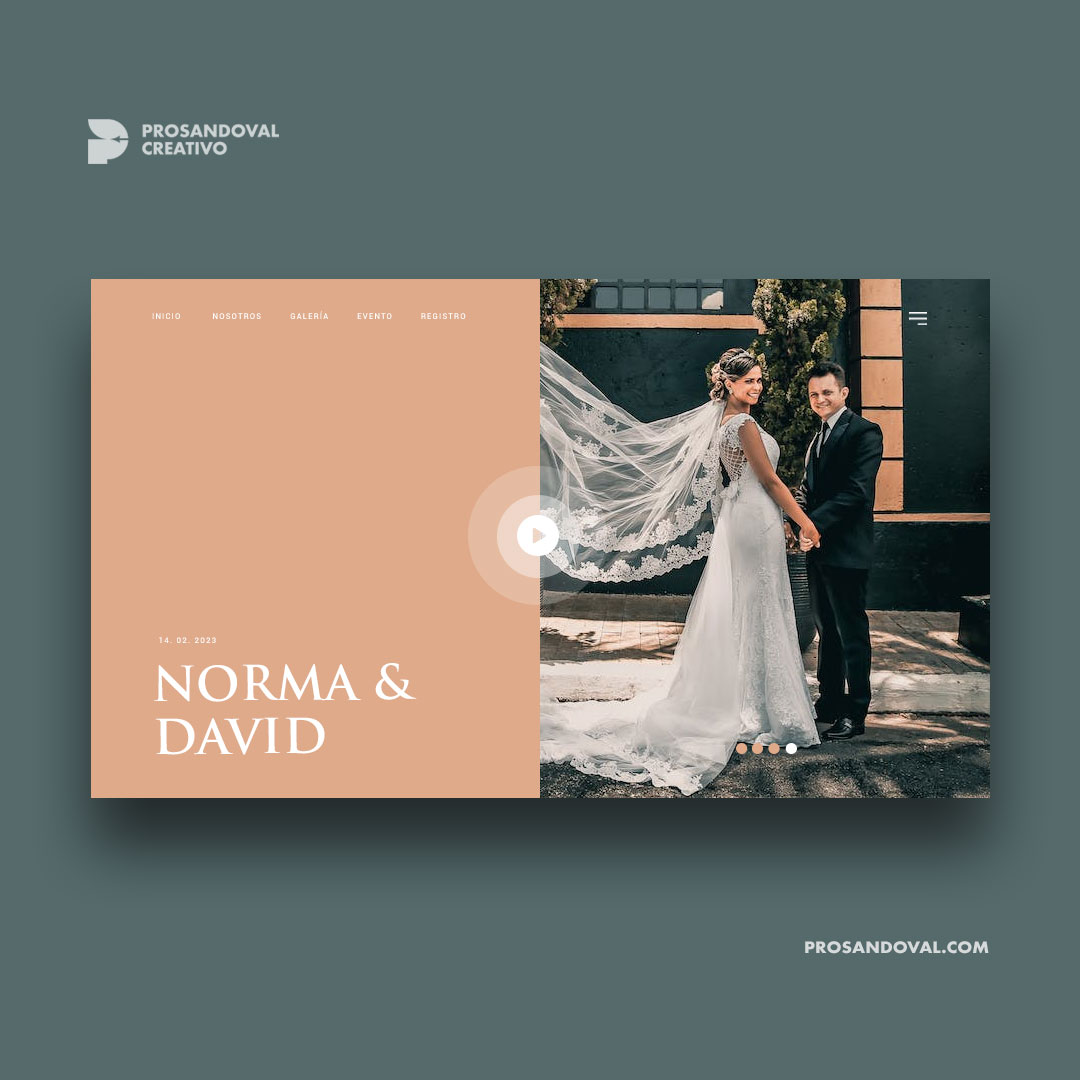 PROSANDOVAL
CREATIVO
INICIO NOSOTROS GALERÍA EVENTO REGISTRO
14. 02. 2023
NORMA &
DAVID
PROSANDOVAL.COM